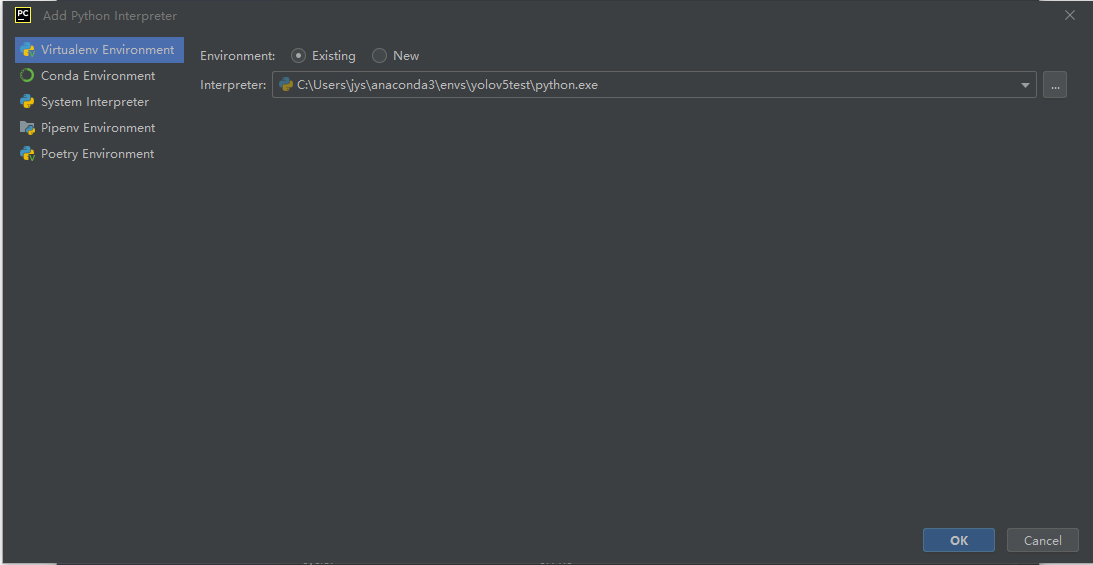 PC Add Python Interpreter
Virtualenv Environment
Conda Environment
System Interpreter
Pipenv Environment
Poetry Environment
Environment: Existing New
Interpreter: C:\Users\jys\anaconda3\envs\yolov5test\python.exe ...
OK Cancel